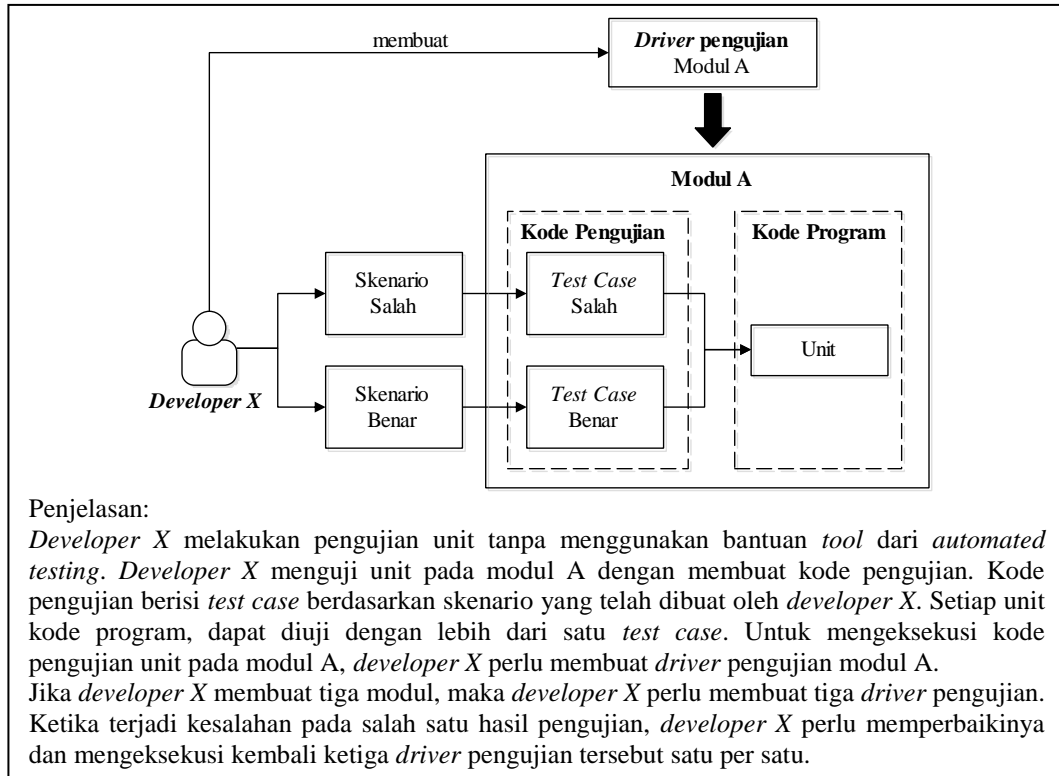 membuat
Driver pengujian
Modul A
Modul A
Kode Pengujian
Kode Program
Skenario
Salah
Test Case
Salah
Unit
Skenario
Benar
Test Case
Benar
Developer X
Penjelasan:
Developer X melakukan pengujian unit tanpa menggunakan bantuan tool dari automated
testing. Developer X menguji unit pada modul A dengan membuat kode pengujian. Kode
pengujian berisi test case berdasarkan skenario yang telah dibuat oleh developer X. Setiap unit
kode program, dapat diuji dengan lebih dari satu test case. Untuk mengeksekusi kode
pengujian unit pada modul A, developer X perlu membuat driver pengujian modul A.
Jika developer X membuat tiga modul, maka developer X perlu membuat tiga driver pengujian.
Ketika terjadi kesalahan pada salah satu hasil pengujian, developer X perlu memperbaikinya
dan mengeksekusi kembali ketiga driver pengujian tersebut satu per satu.